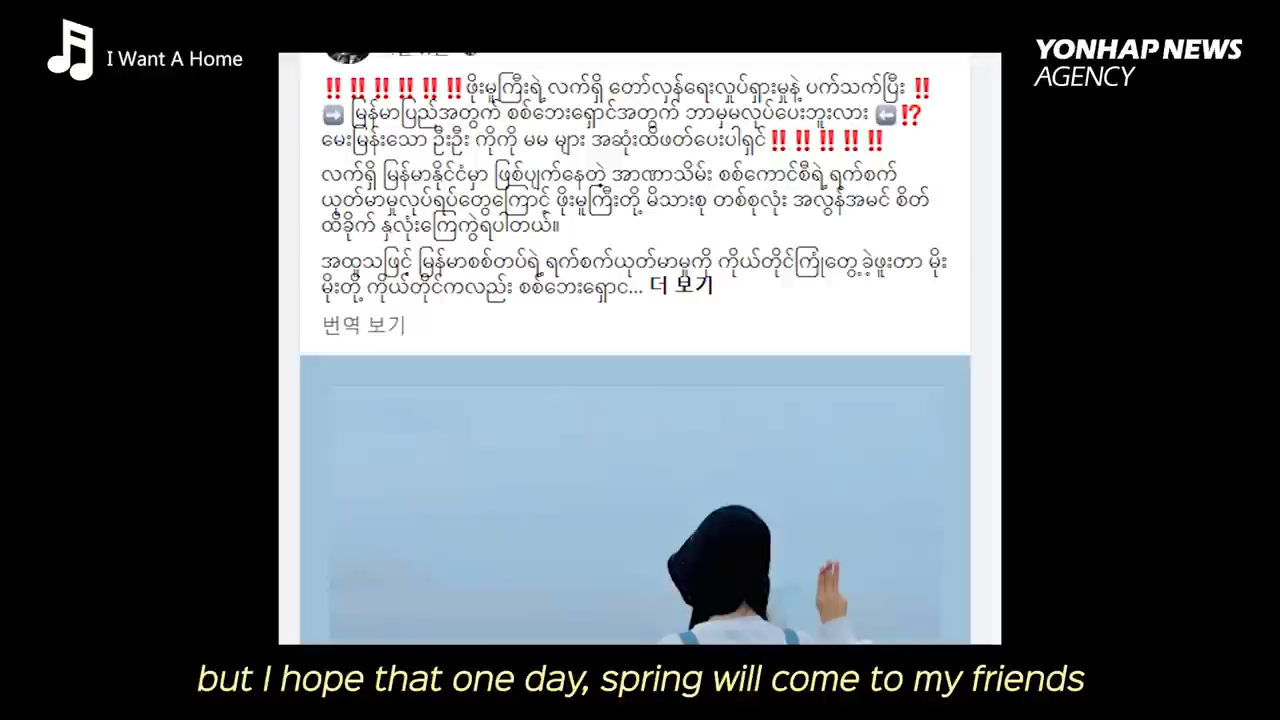 I Want A Home
YONHAP NEWS
AGENCY
‼️‼️‼️‼️‼️‼️ဖိုးမူကြီးရဲ့ လက်ရှိ တော်လှန်ရေးလှုပ်ရှားမှုနဲ့ ပက်သက်ပြီး ‼️
➡️ မြန်မာပြည်အတွက် စစ်ဘေးရှောင်အတွက် ဘာမှမလုပ်ပေးဘူးလား ⬅️⁉️
မေးမြန်းသော ဦးဦး ကိုကို မမ များ အဆုံးထိဖတ်ပေးပါရှင်‼️‼️‼️‼️‼️
လက်ရှိ မြန်မာနိုင်ငံမှာ ဖြစ်ပျက်နေတဲ့ အာဏာသိမ်း စစ်ကောင်စီရဲ့ ရက်စက်
ယုတ်မာမှုလုပ်ရပ်တွေကြောင့် ဖိုးမူကြီးတို့ မိသားစု တစ်စုလုံး အလွန်အမင် စိတ်
ထိခိုက် နှလုံးကြေကွဲရပါတယ်။
အထူသဖြင့် မြန်မာစစ်တပ်ရဲ့ ရက်စက်ယုတ်မာမှုကို ကိုယ်တိုင်ကြုံတွေ့ခဲ့ဖူးတာ မိုး
မိုးတို့ ကိုယ်တိုင်ကလည်း စစ်ဘေးရှောင... 더 보기
번역 보기
but I hope that one day, spring will come to my friends